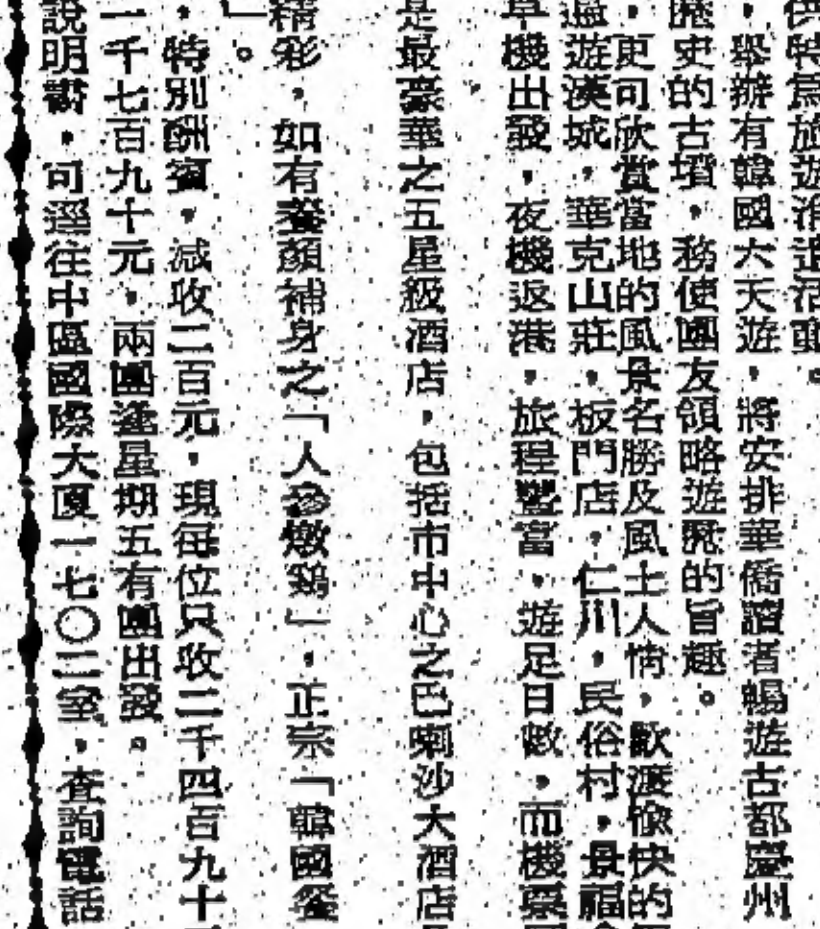 供特爲旅遊消遣活動。
，舉辦有韓國六天遊，將安排華僑讀者暢遊古都慶州
歷史的古墳，務使團友領略遊覽的旨趣。
，更可欣賞當地的風景名勝及風土人情，歡渡愉快的
遊漢城，華克山莊，板門店，仁川，民俗村，景福
早機出發，夜機返港，旅程豐富，遊足日數，而機票
是最豪華之五星級酒店，包括市中心之巴喇沙大酒店
精彩，如有養顏補身之「人參燉鷄」，正宗「韓國餐
」。
，特別酬賓，減收二百元，現每位只收二千四百九十
一千七百九十元，兩團逢星期五有團出發。
說明書，可逕往中區國際大厦一七〇二室，查詢電話